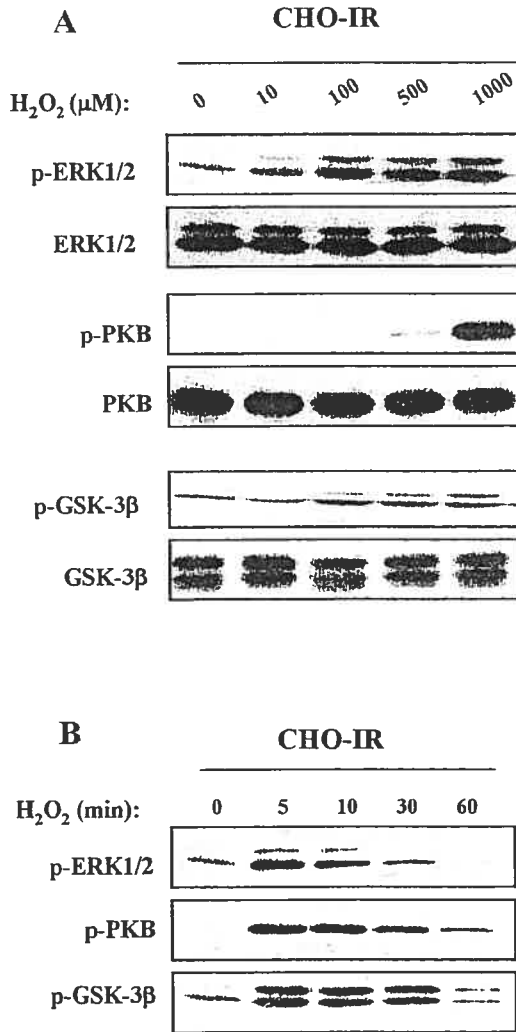 A
CHO-IR
H₂O₂ (μM): 0 10 100 500 1000
p-ERK1/2
ERK1/2
p-PKB
PKB
p-GSK-3β
GSK-3β
B
CHO-IR
H₂O₂ (min): 0 5 10 30 60
p-ERK1/2
p-PKB
p-GSK-3β